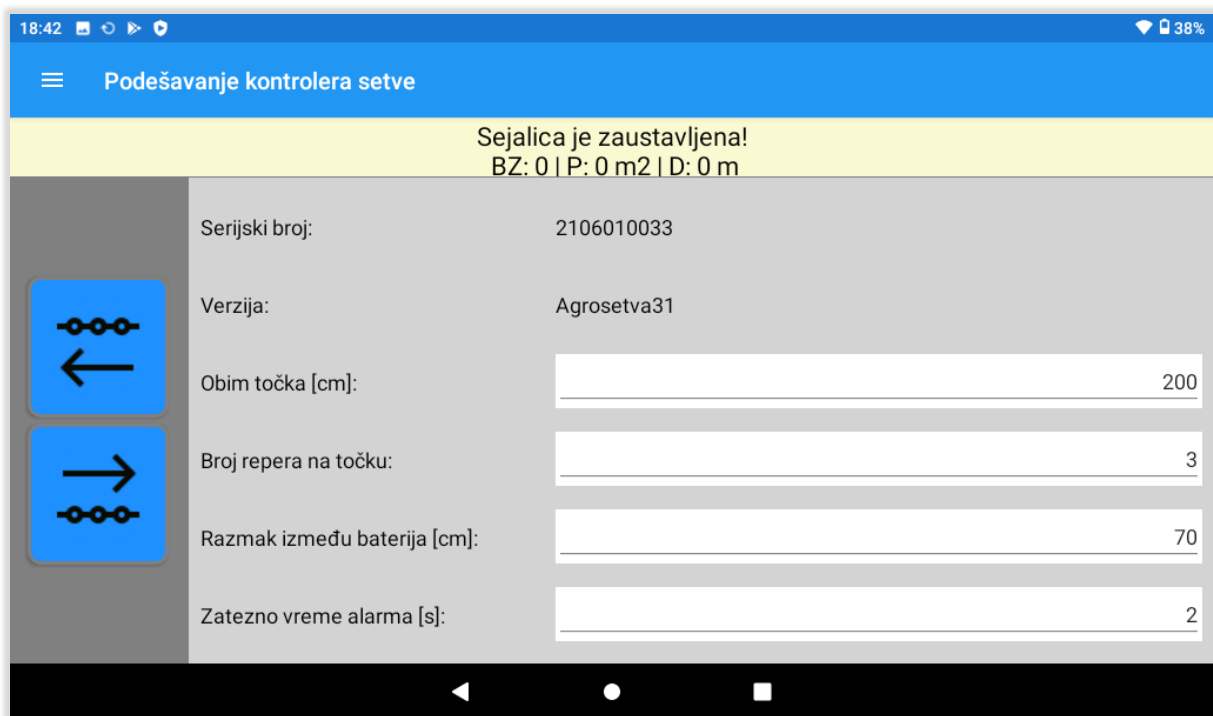 18:42
38%
Podešavanje kontrolera setve
Sejalica je zaustavljena!
BZ: 0 | P: 0 m2 | D: 0 m
Serijski broj: 2106010033
Verzija: Agrosetva31
Obim točka [cm]: 200
Broj repera na točku: 3
Razmak između baterija [cm]: 70
Zatezno vreme alarma [s]: 2